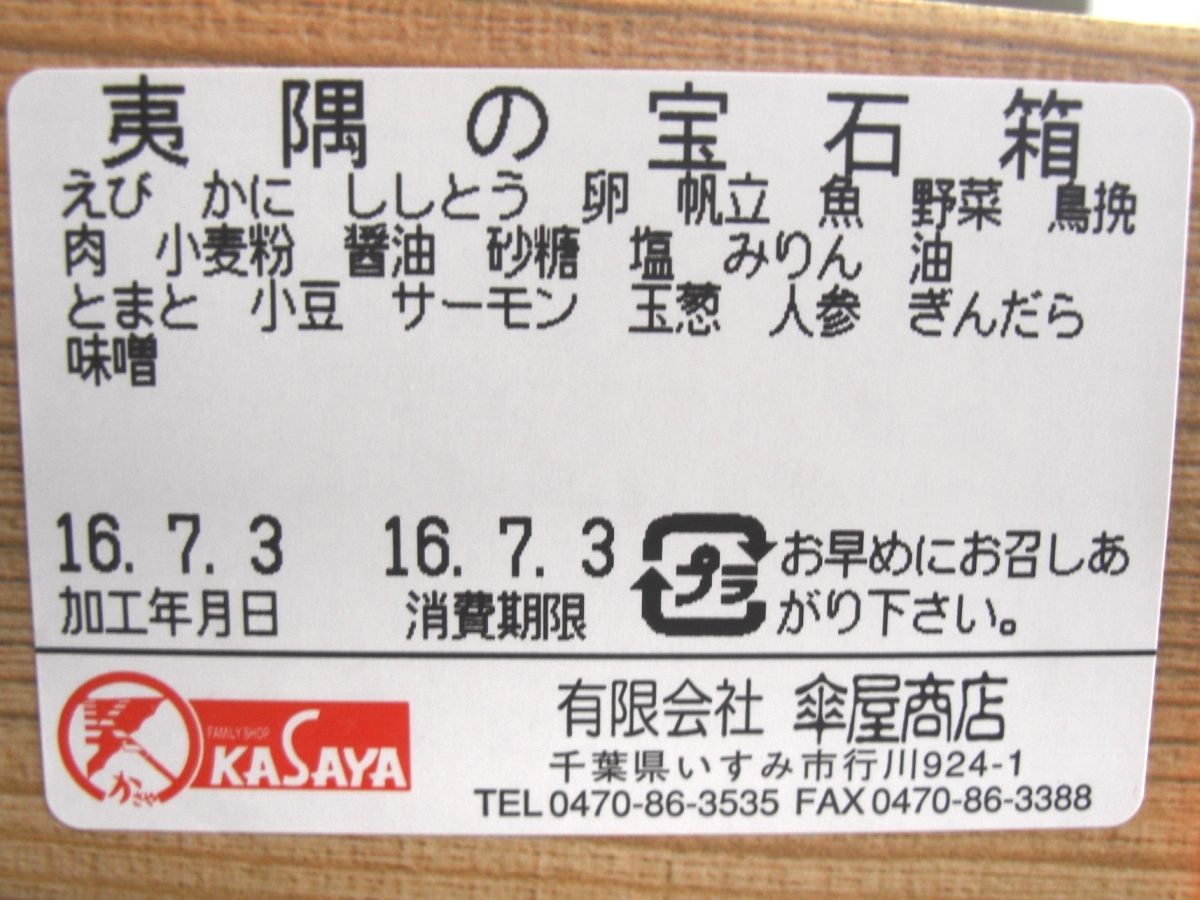 夷隅の宝石箱
えび かに ししとう 卵 帆立 魚 野菜 鳥挽
肉 小麦粉 醤油 砂糖 塩 みりん 油
とまと 小豆 サーモン 玉葱 人参 ぎんだら
味噌
16. 7. 3 16. 7. 3 プラ お早めにお召しあ
加工年月日 消費期限 がり下さい。
有限会社 傘屋商店
FAMILY SHOP
KASAYA
かさや
千葉県いすみ市行川924-1
TEL 0470-86-3535 FAX 0470-86-3388